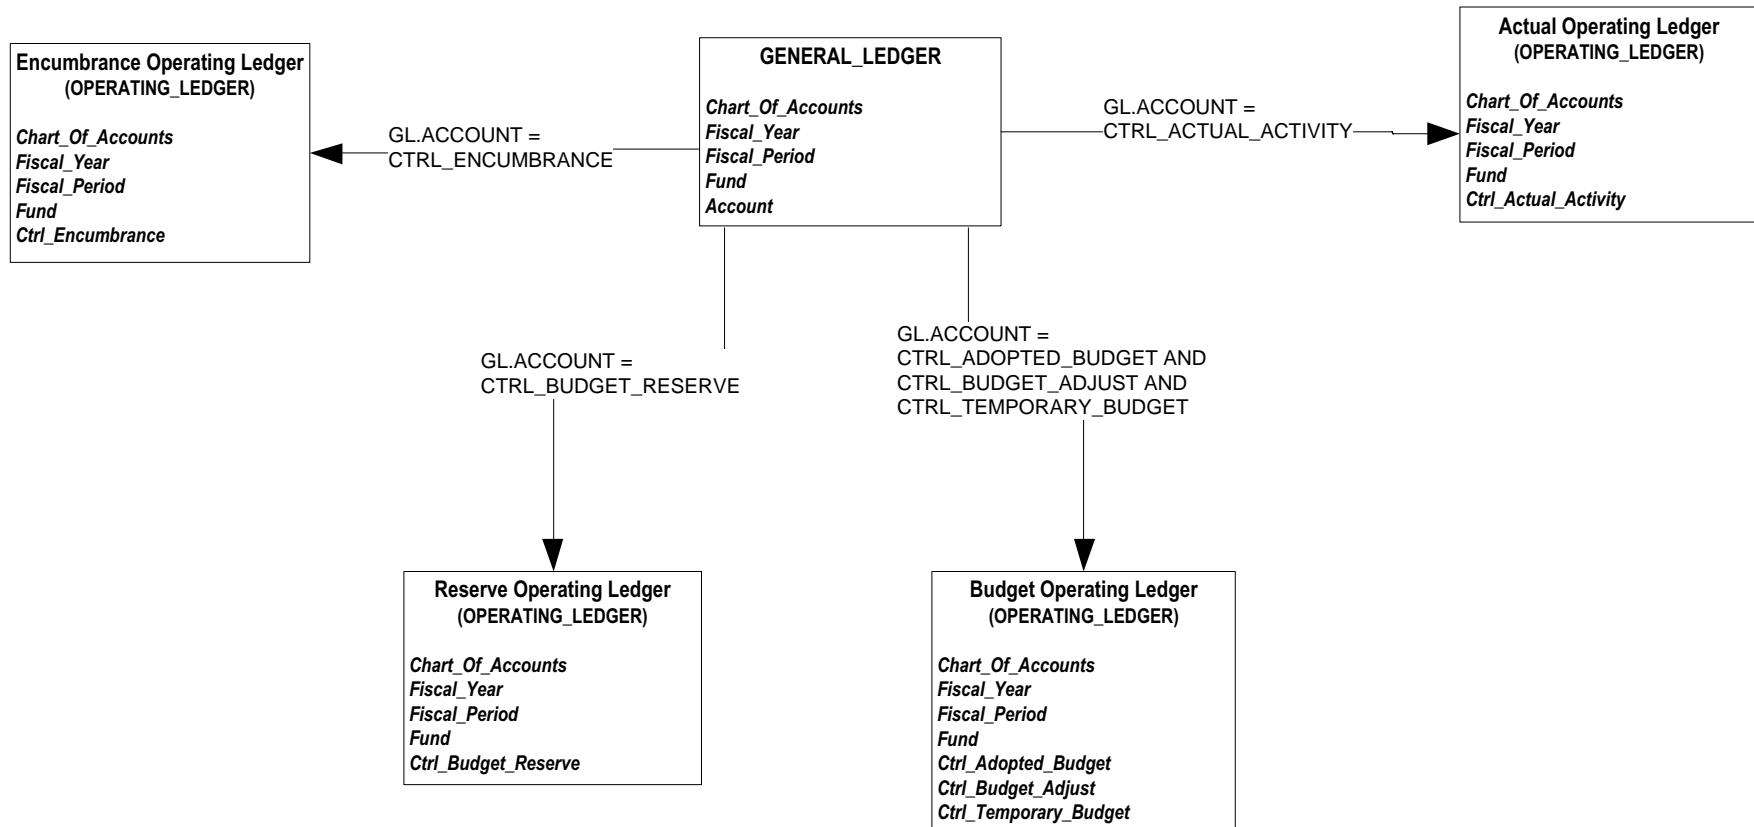 Encumbrance Operating Ledger
(OPERATING_LEDGER)
Chart_Of_Accounts
Fiscal_Year
Fiscal_Period
Fund
Ctrl_Encumbrance
GL.ACCOUNT =
CTRL_ENCUMBRANCE
GENERAL_LEDGER
Chart_Of_Accounts
Fiscal_Year
Fiscal_Period
Fund
Account
GL.ACCOUNT =
CTRL_ACTUAL_ACTIVITY
Actual Operating Ledger
(OPERATING_LEDGER)
Chart_Of_Accounts
Fiscal_Year
Fiscal_Period
Fund
Ctrl_Actual_Activity
GL.ACCOUNT =
CTRL_BUDGET_RESERVE
GL.ACCOUNT =
CTRL_ADOPTED_BUDGET AND
CTRL_BUDGET_ADJUST AND
CTRL_TEMPORARY_BUDGET
Reserve Operating Ledger
(OPERATING_LEDGER)
Chart_Of_Accounts
Fiscal_Year
Fiscal_Period
Fund
Ctrl_Budget_Reserve
Budget Operating Ledger
(OPERATING_LEDGER)
Chart_Of_Accounts
Fiscal_Year
Fiscal_Period
Fund
Ctrl_Adopted_Budget
Ctrl_Budget_Adjust
Ctrl_Temporary_Budget